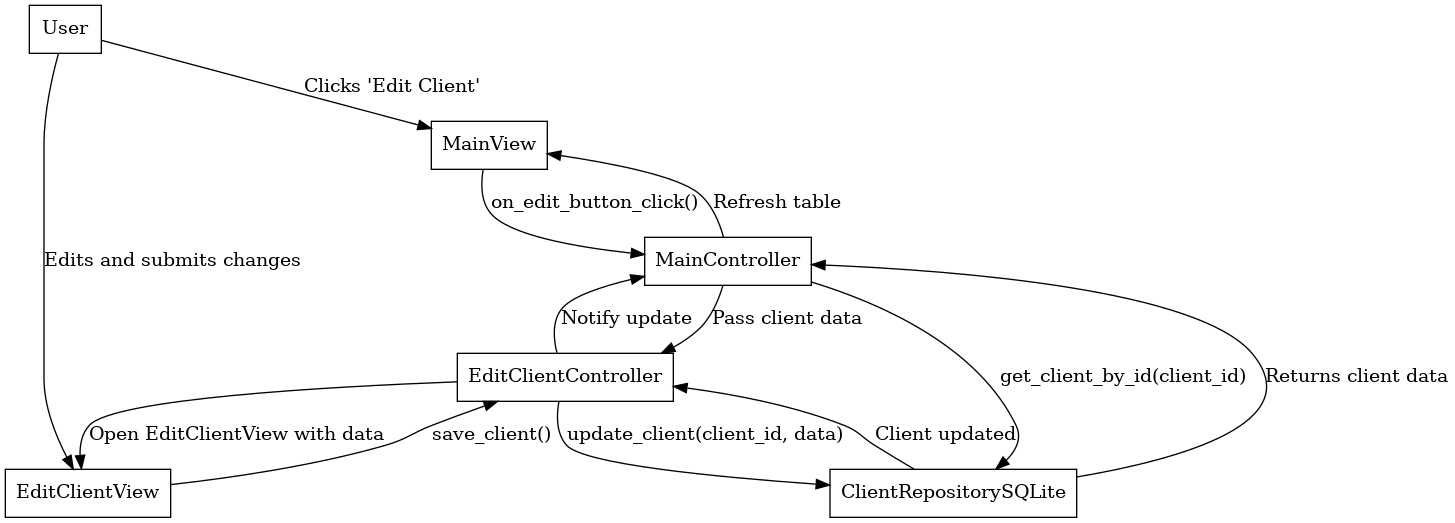 User
Clicks 'Edit Client'
MainView
on_edit_button_click()
Refresh table
Edits and submits changes
MainController
Notify update
Pass client data
EditClientController
get_client_by_id(client_id)
Returns client data
Open EditClientView with data
save_client()
update_client(client_id, data)
Client updated
EditClientView
ClientRepositorySQLite